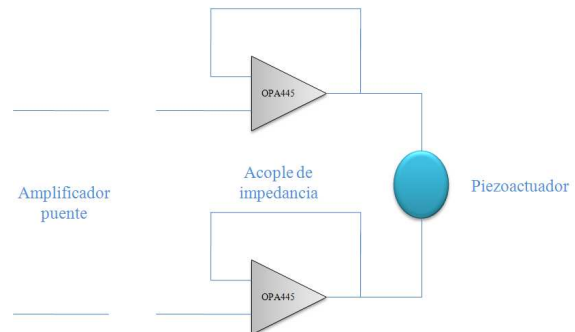 OPA445
Acople de
impedancia
Amplificador
puente
Piezoactuador
OPA445